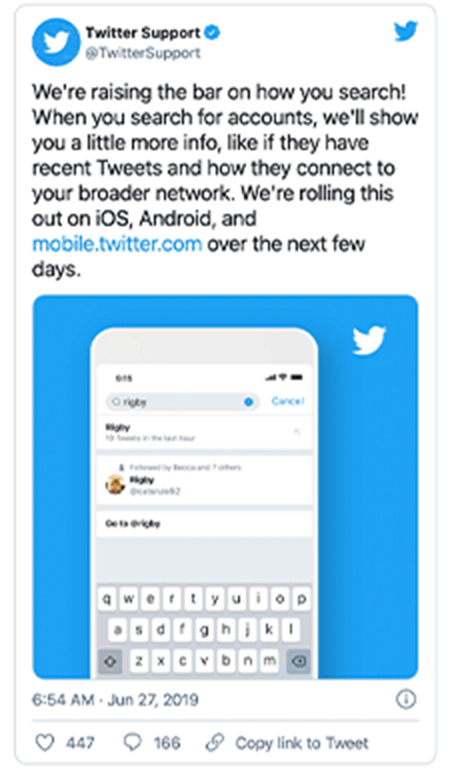 Twitter Support
@TwitterSupport
We're raising the bar on how you search!
When you search for accounts, we'll show
you a little more info, like if they have
recent Tweets and how they connect to
your broader network. We're rolling this
out on iOS, Android, and
mobile.twitter.com over the next few
days.
9:15
rigby
Cancel
Rigby
19 Tweets in the last hour
Followed by Becca and 7 others
Rigby
Go to @rigby
q w e r t y u i o p
a s d f g h j k l
z x c v b n m
6:54 AM · Jun 27, 2019
447 166 Copy link to Tweet